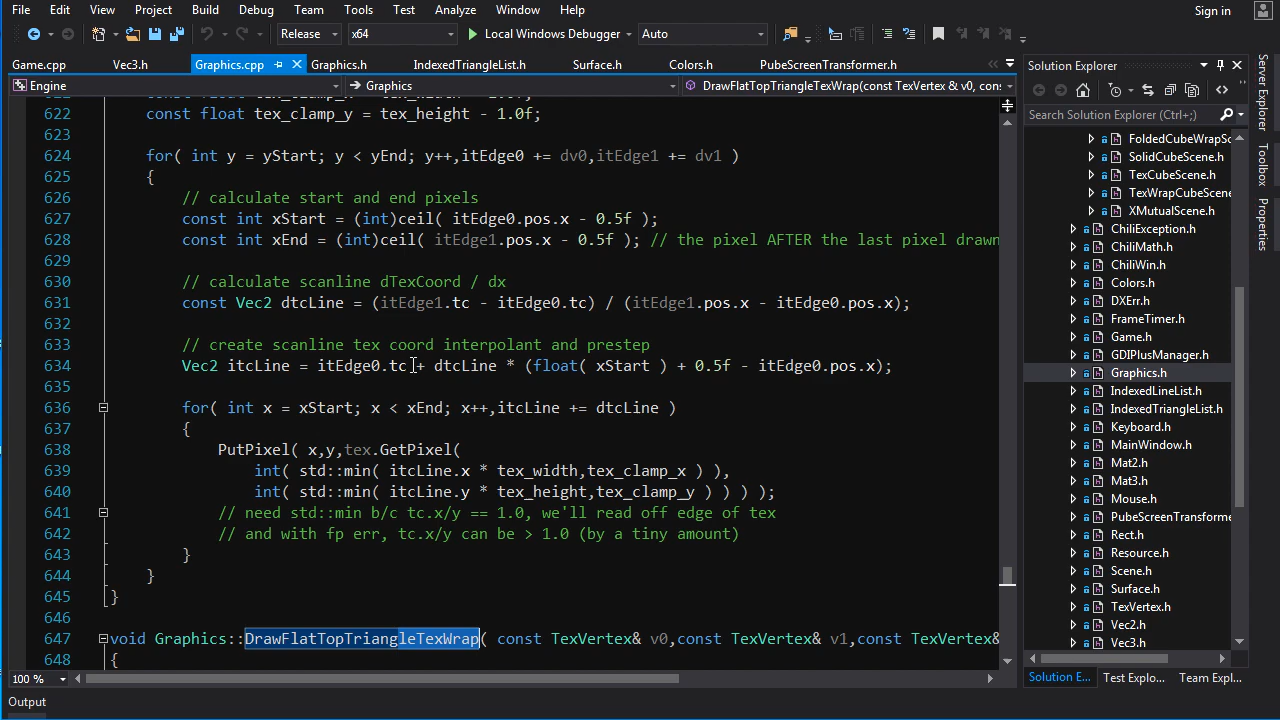 File Edit View Project Build Debug Team Tools Test Analyze Window Help
Sign in
Release x64 Local Windows Debugger Auto
Game.cpp Vec3.h Graphics.cpp Graphics.h IndexedTriangleList.h Surface.h Colors.h PubeScreenTransformer.h
Engine Graphics DrawFlatTopTriangleTexWrap(const TexVertex & v0, cons
622 const float tex_clamp_y = tex_height - 1.0f;
623
624 for( int y = yStart; y < yEnd; y++,itEdge0 += dv0,itEdge1 += dv1 )
625 {
626 // calculate start and end pixels
627 const int xStart = (int)ceil( itEdge0.pos.x - 0.5f );
628 const int xEnd = (int)ceil( itEdge1.pos.x - 0.5f ); // the pixel AFTER the last pixel drawn
629
630 // calculate scanline dTexCoord / dx
631 const Vec2 dtcLine = (itEdge1.tc - itEdge0.tc) / (itEdge1.pos.x - itEdge0.pos.x);
632
633 // create scanline tex coord interpolant and prestep
634 Vec2 itcLine = itEdge0.tc + dtcLine * (float( xStart ) + 0.5f - itEdge0.pos.x);
635
636 for( int x = xStart; x < xEnd; x++,itcLine += dtcLine )
637 {
638 PutPixel( x,y,tex.GetPixel(
639 int( std::min( itcLine.x * tex_width,tex_clamp_x ) ),
640 int( std::min( itcLine.y * tex_height,tex_clamp_y ) ) ) );
641 // need std::min b/c tc.x/y == 1.0, we'll read off edge of tex
642 // and with fp err, tc.x/y can be > 1.0 (by a tiny amount)
643 }
644 }
645 }
646
647 void Graphics::DrawFlatTopTriangleTexWrap( const TexVertex& v0,const TexVertex& v1,const TexVertex&
648 {
100 %
Output
Solution Explorer
Search Solution Explorer (Ctrl+;)
FoldedCubeWrapSc
SolidCubeScene.h
TexCubeScene.h
TexWrapCubeScene
XMutualScene.h
ChiliException.h
ChiliMath.h
ChiliWin.h
Colors.h
DXErr.h
FrameTimer.h
Game.h
GDIPlusManager.h
Graphics.h
IndexedLineList.h
IndexedTriangleList.h
Keyboard.h
MainWindow.h
Mat2.h
Mat3.h
Mouse.h
PubeScreenTransforme
Rect.h
Resource.h
Scene.h
Surface.h
TexVertex.h
Vec2.h
Vec3.h
Solution E... Test Explo... Team Expl...
Server Explorer
Toolbox
Properties